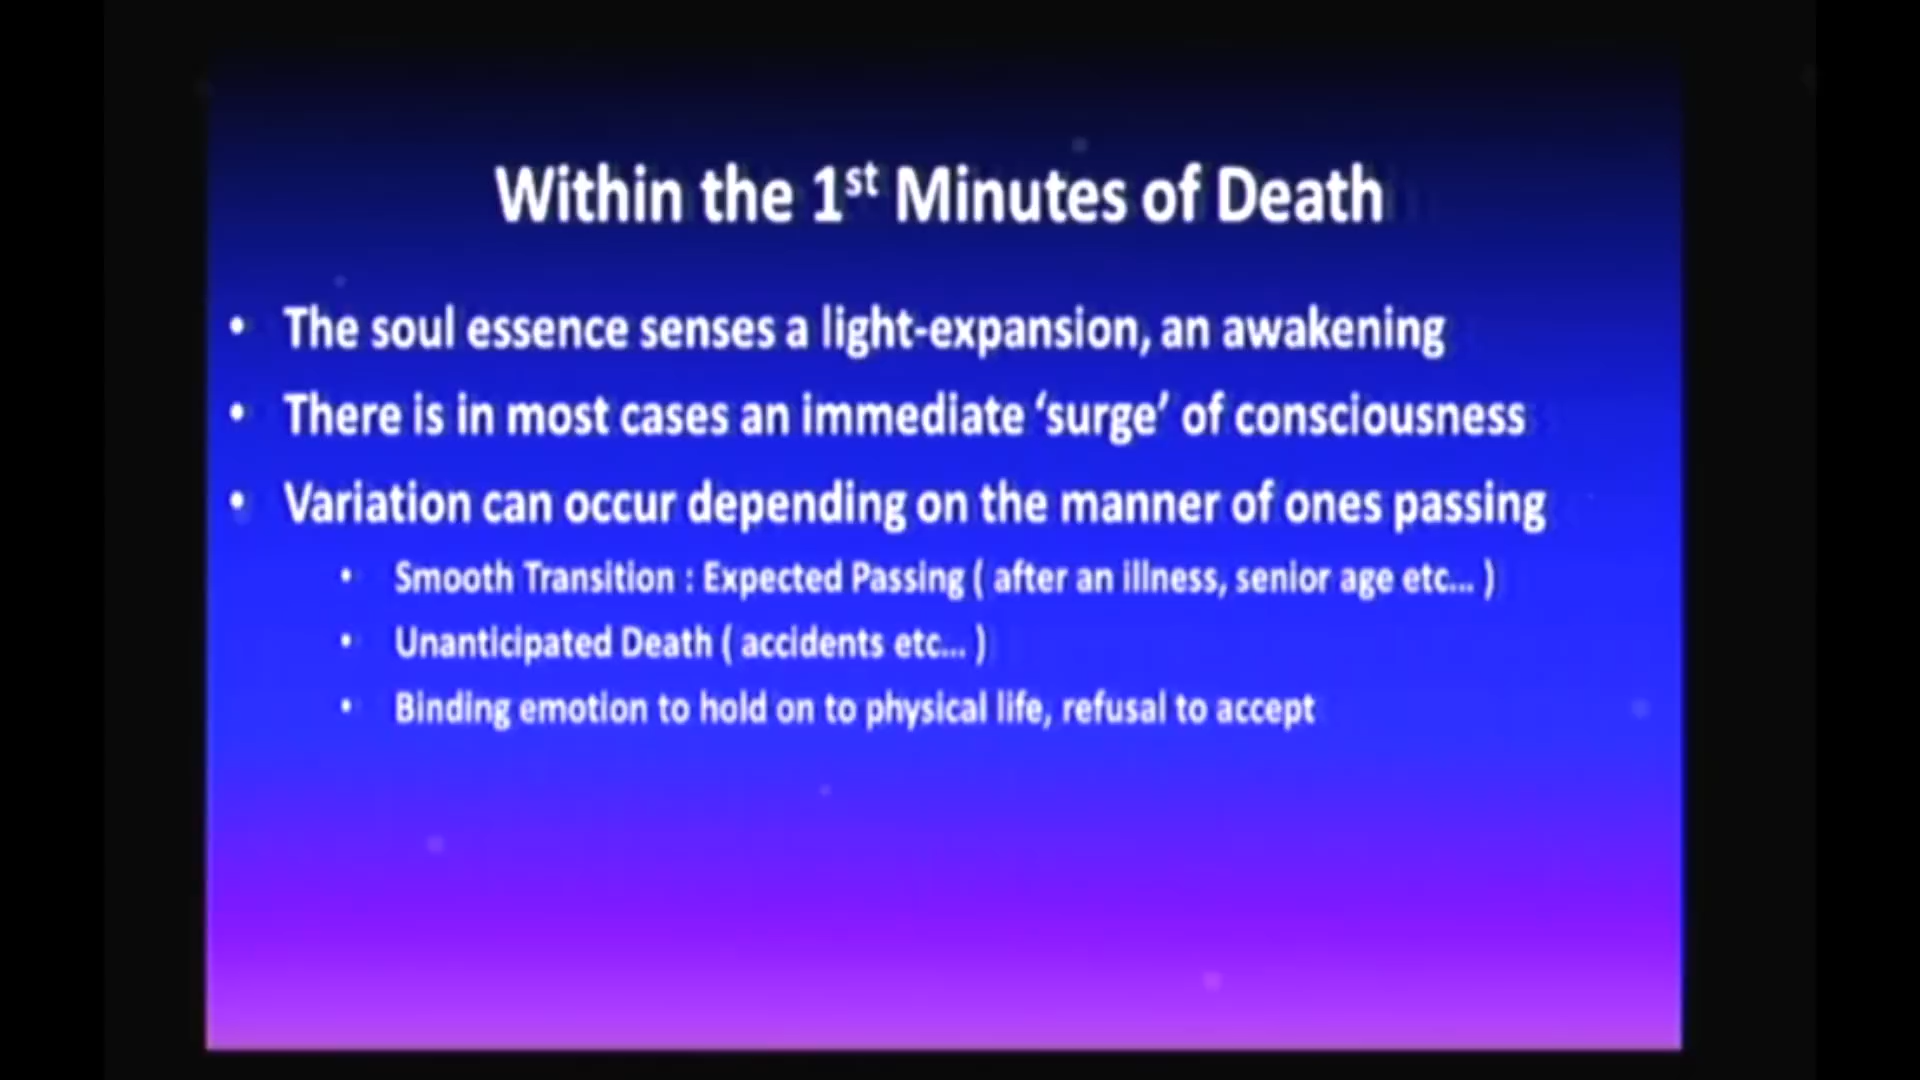 Within the 1st Minutes of Death
• The soul essence senses a light-expansion, an awakening
• There is in most cases an immediate ‘surge’ of consciousness
• Variation can occur depending on the manner of ones passing
• Smooth Transition : Expected Passing ( after an illness, senior age etc... )
• Unanticipated Death ( accidents etc... )
• Binding emotion to hold on to physical life, refusal to accept